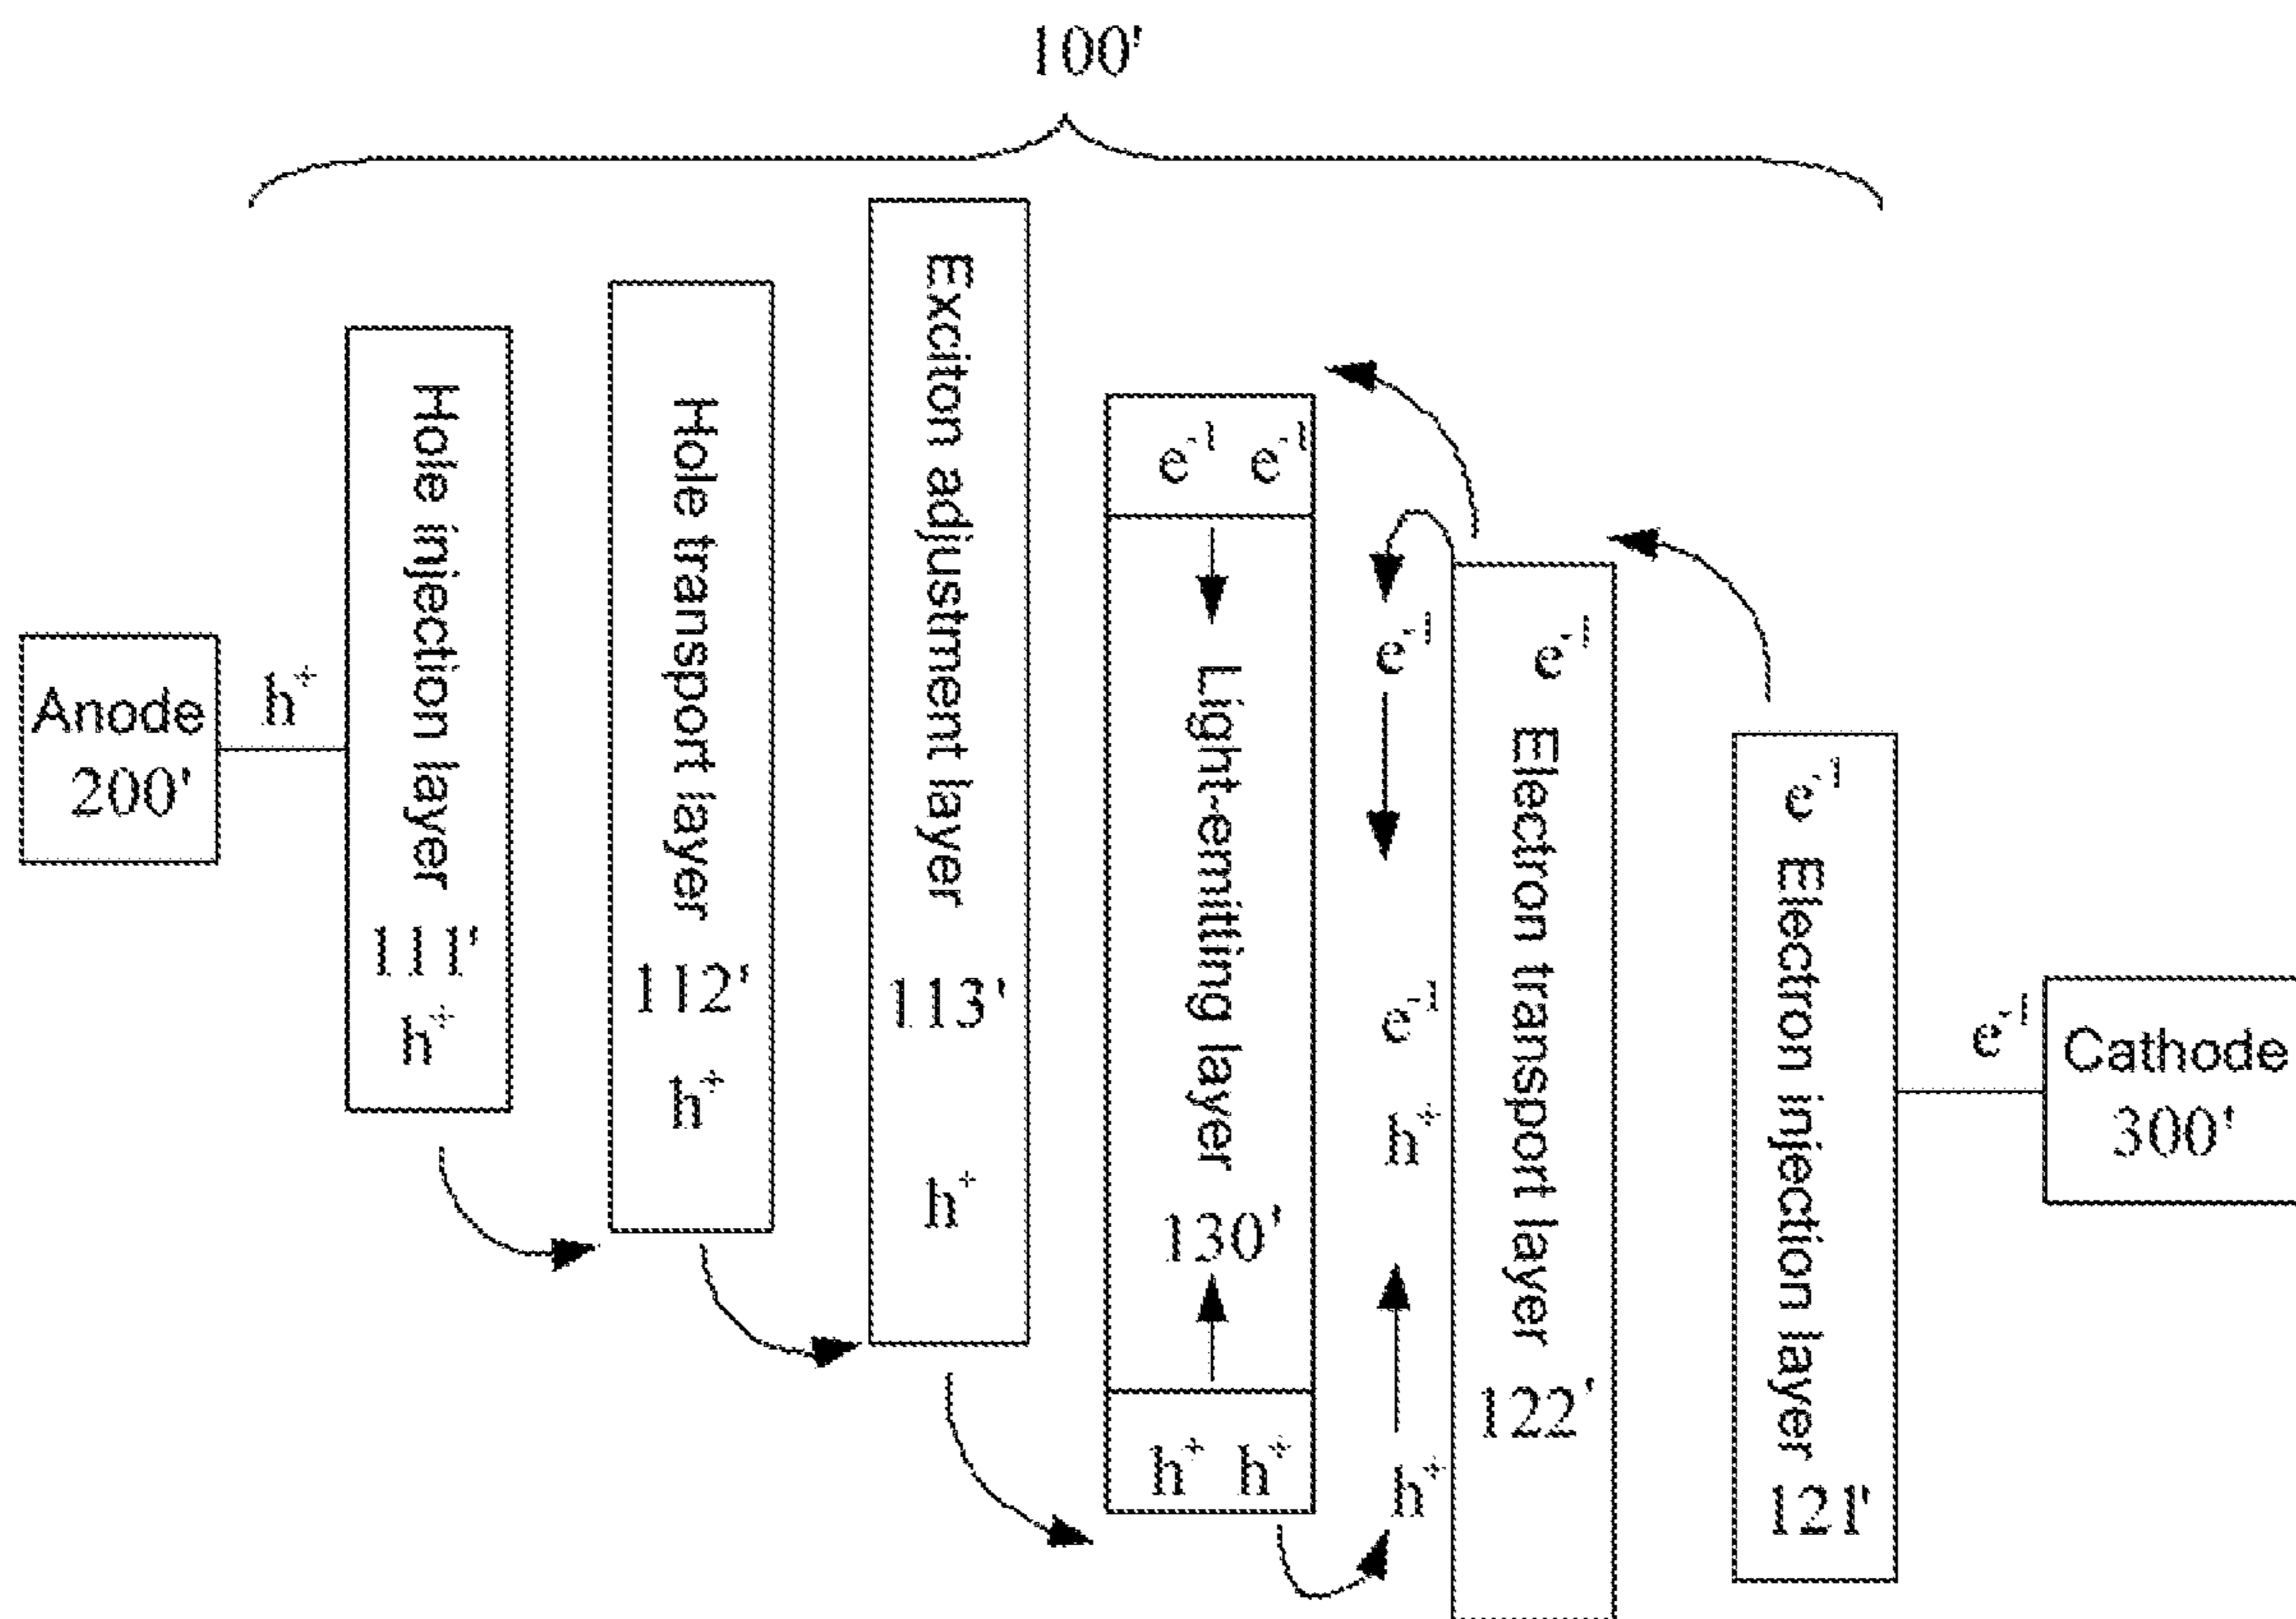 100'
Anode
200'
h⁺
Hole injection layer
111'
h⁺
Hole transport layer
112'
h⁺
Exciton adjustment layer
113'
h⁺
e⁻¹ e⁻¹
Light-emitting layer
130'
h⁺ h⁺
e⁻¹
e⁻¹
h⁺
h⁺
e⁻¹
Electron transport layer
122'
e⁻¹
Electron injection layer
121'
e⁻¹
Cathode
300'